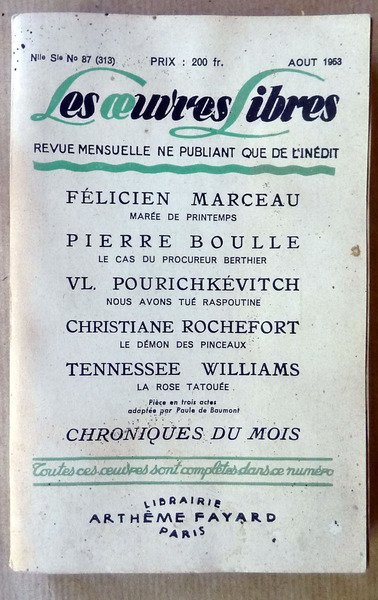 Nlle Sie No 87 (313) PRIX : 200 fr. AOUT 1953
Les œuvres Libres
REVUE MENSUELLE NE PUBLIANT QUE DE L'INÉDIT
FÉLICIEN MARCEAU
MARÉE DE PRINTEMPS
PIERRE BOULLE
LE CAS DU PROCUREUR BERTHIER
VL. POURICHKÉVITCH
NOUS AVONS TUÉ RASPOUTINE
CHRISTIANE ROCHEFORT
LE DÉMON DES PINCEAUX
TENNESSEE WILLIAMS
LA ROSE TATOUÉE.
Pièce en trois actes
adaptée par Paule de Beaumont
CHRONIQUES DU MOIS
Toutes ces œuvres sont complètes dans ce numéro
LIBRAIRIE
ARTHÈME FAYARD
PARIS